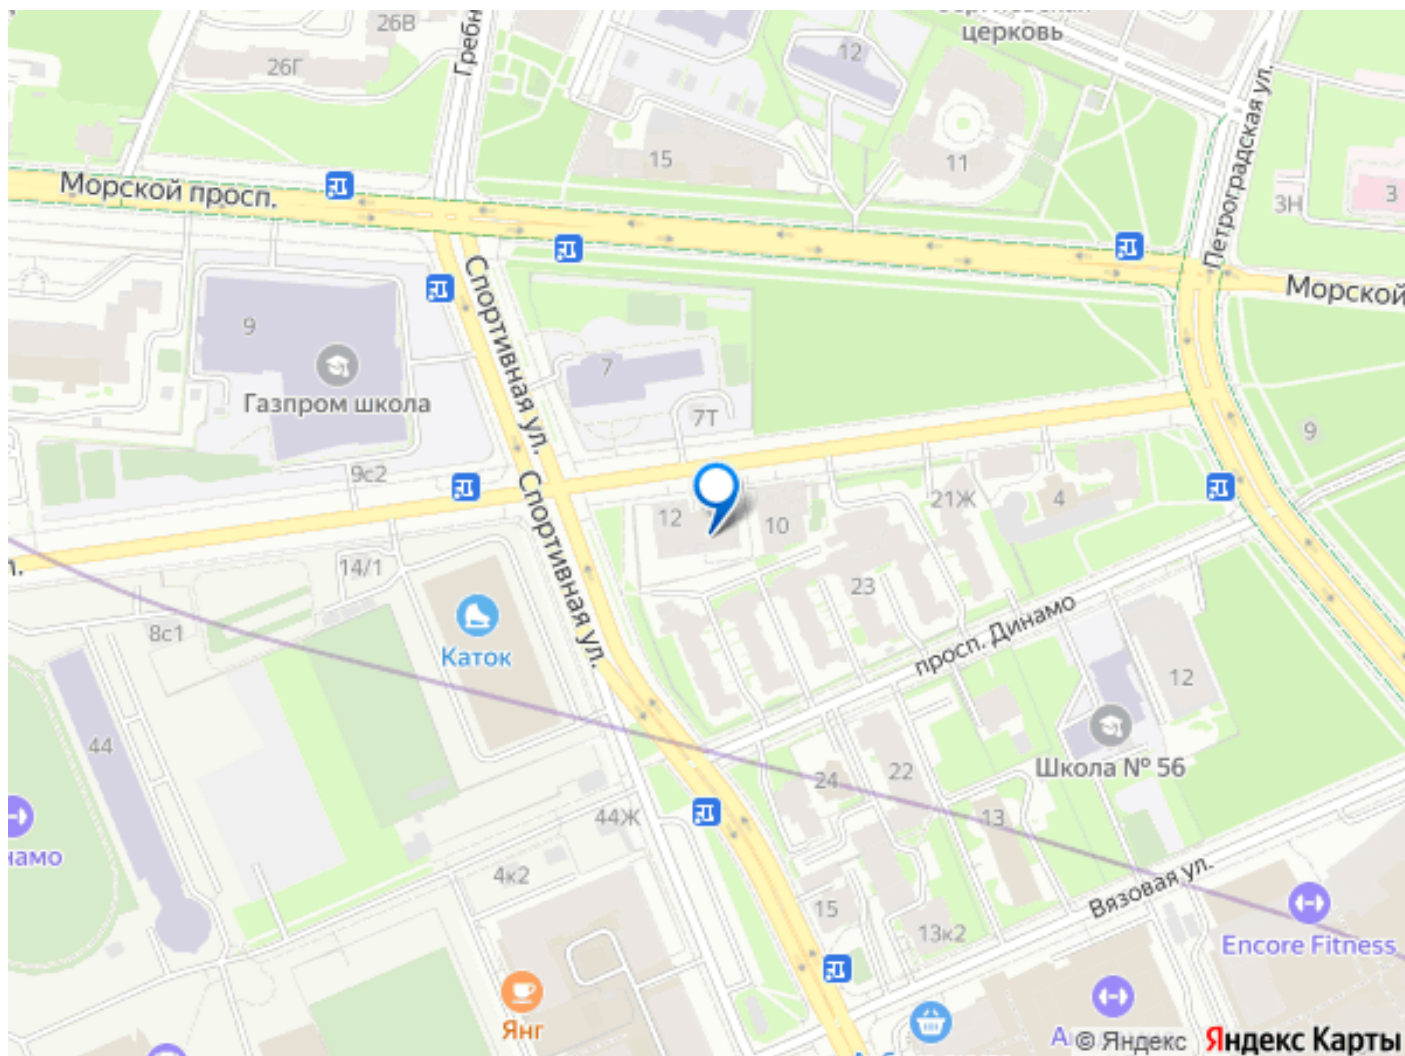 26В
церковь
Гребн
26Г
12
Петроградская ул.
15
11
Морской просп.
3
3Н
Спортивная ул.
Морской
9
7
Газпром школа
7Т
9
9с2
Спортивная ул.
12
10
21Ж
4
14/1
23
8с1
Каток
просп. Динамо
12
44
Школа № 56
24
22
13
44Ж
намо
4к2
Вязовая ул.
15
13к2
Encore Fitness
Янг
© Яндекс
Яндекс Карты